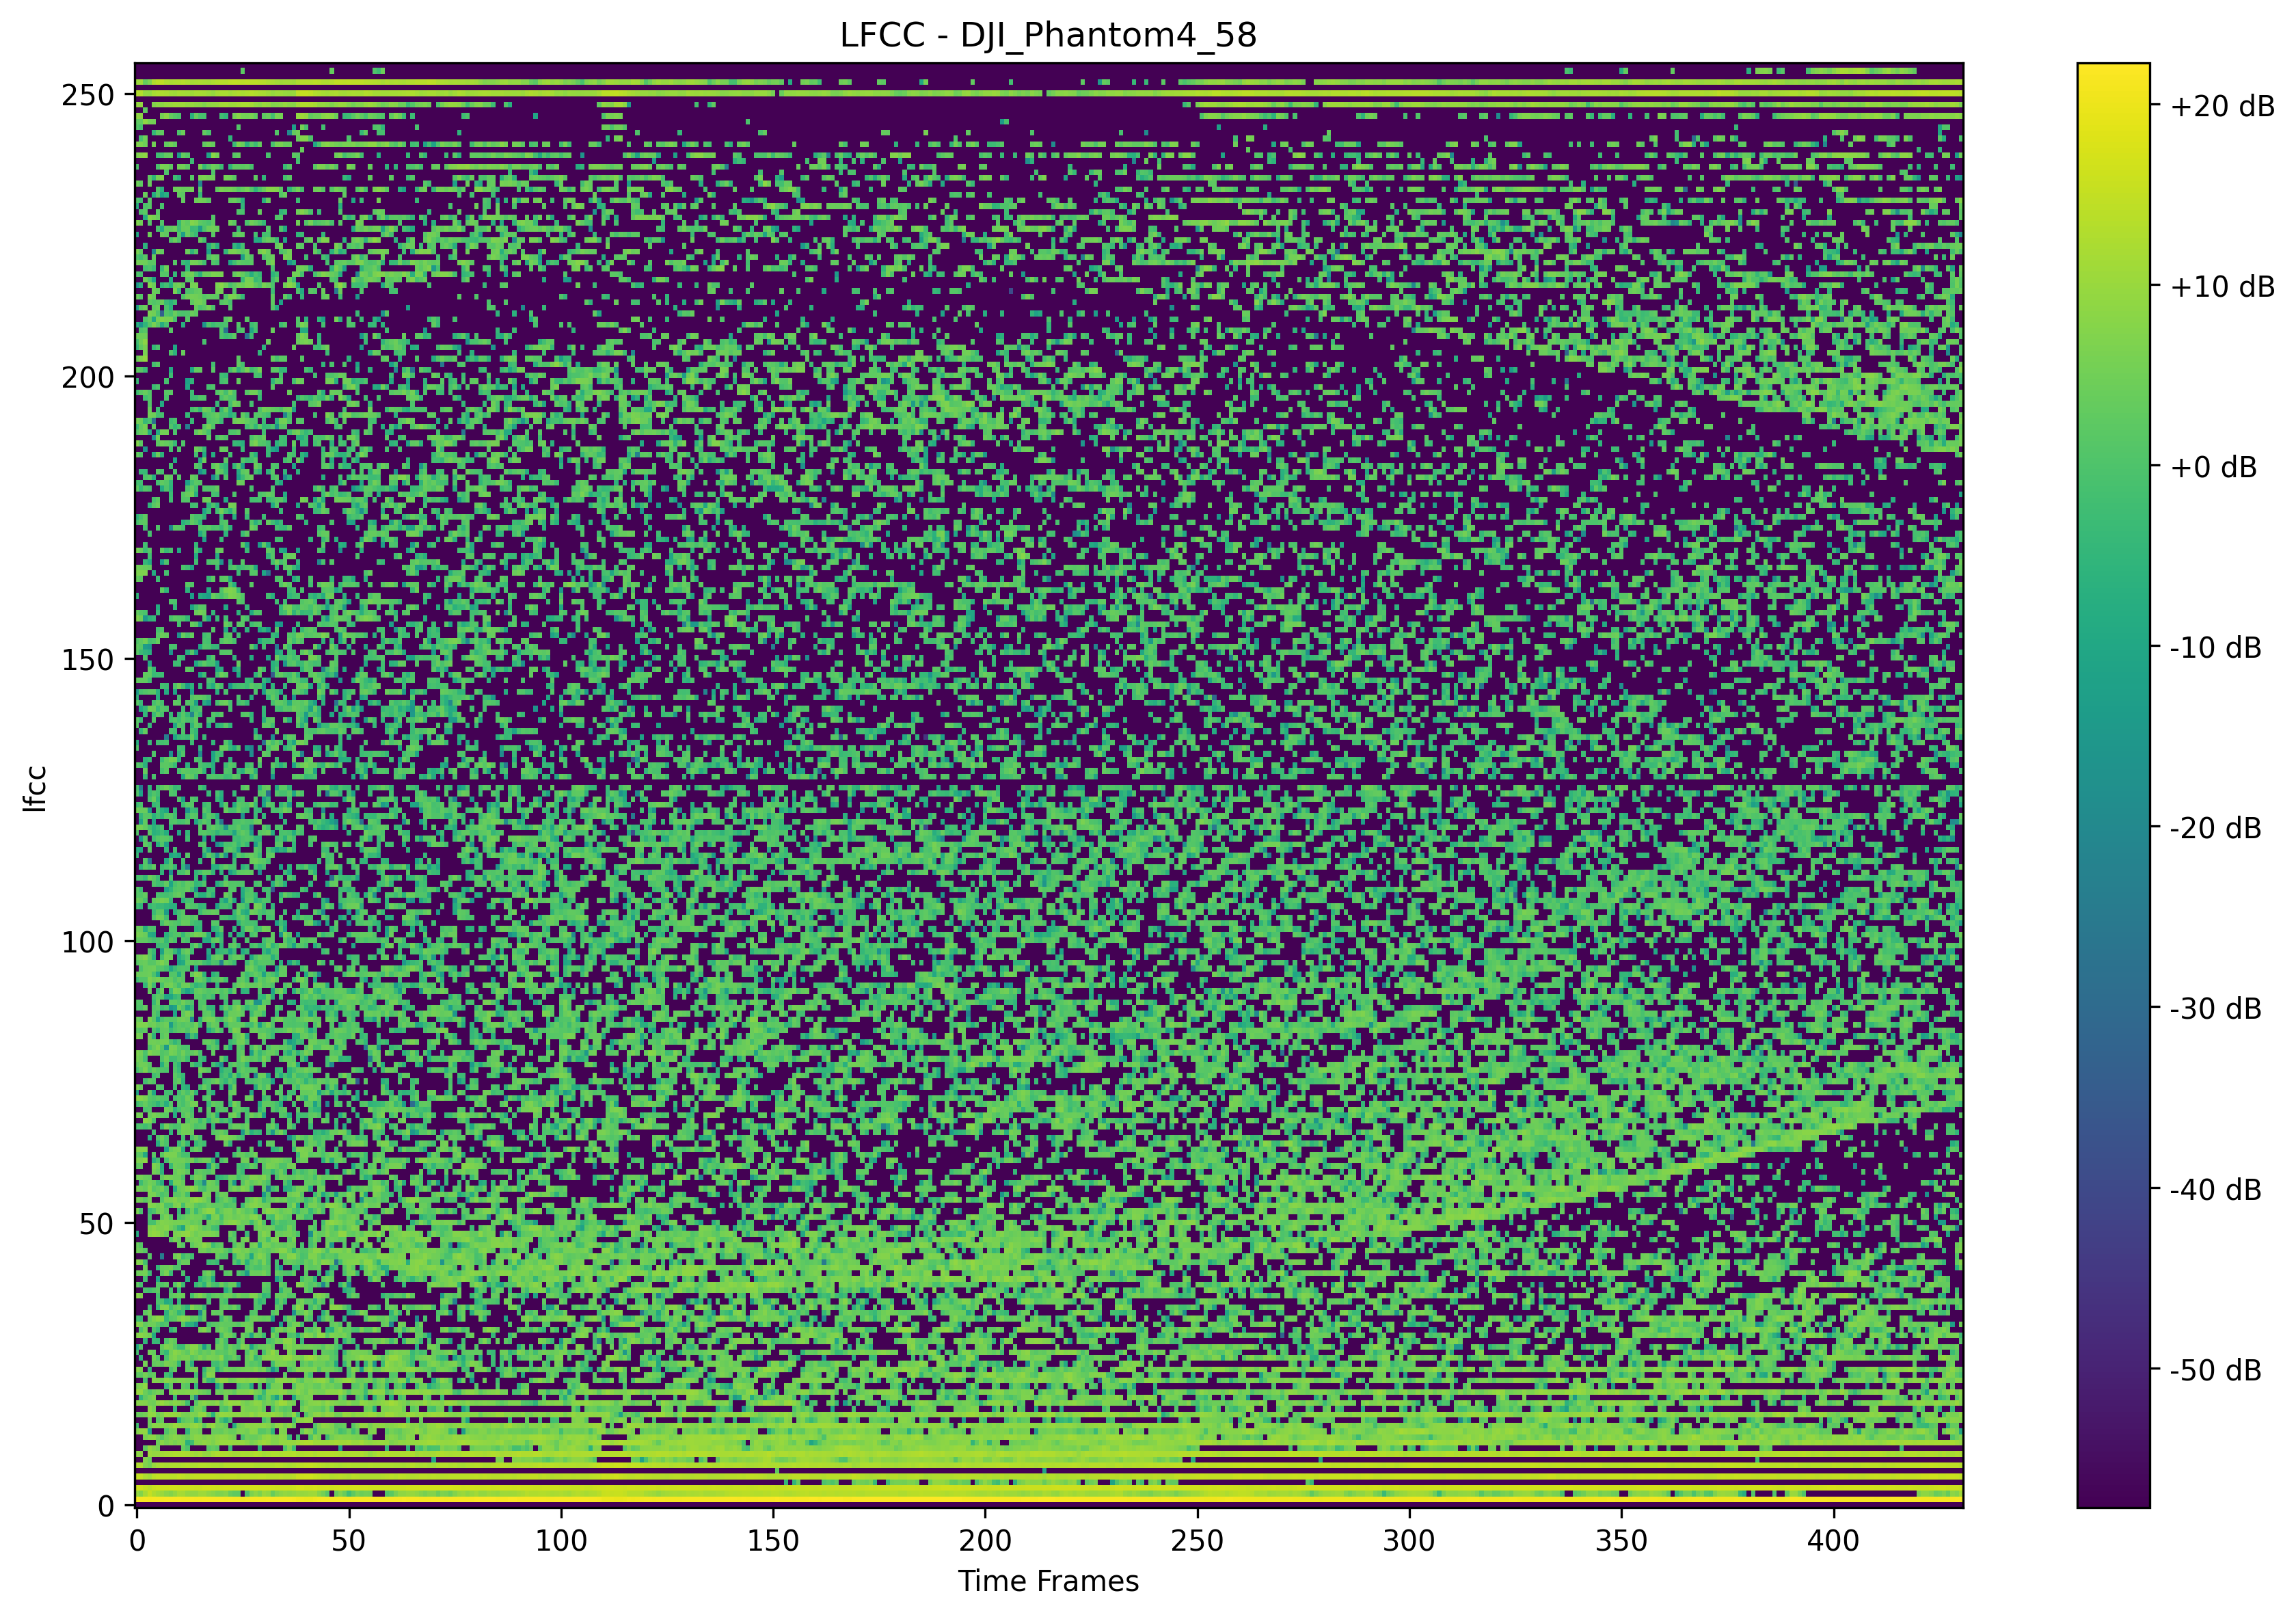 LFCC - DJI_Phantom4_58
250
200
150
100
50
0
lfcc
0 50 100 150 200 250 300 350 400
Time Frames
+20 dB
+10 dB
+0 dB
-10 dB
-20 dB
-30 dB
-40 dB
-50 dB